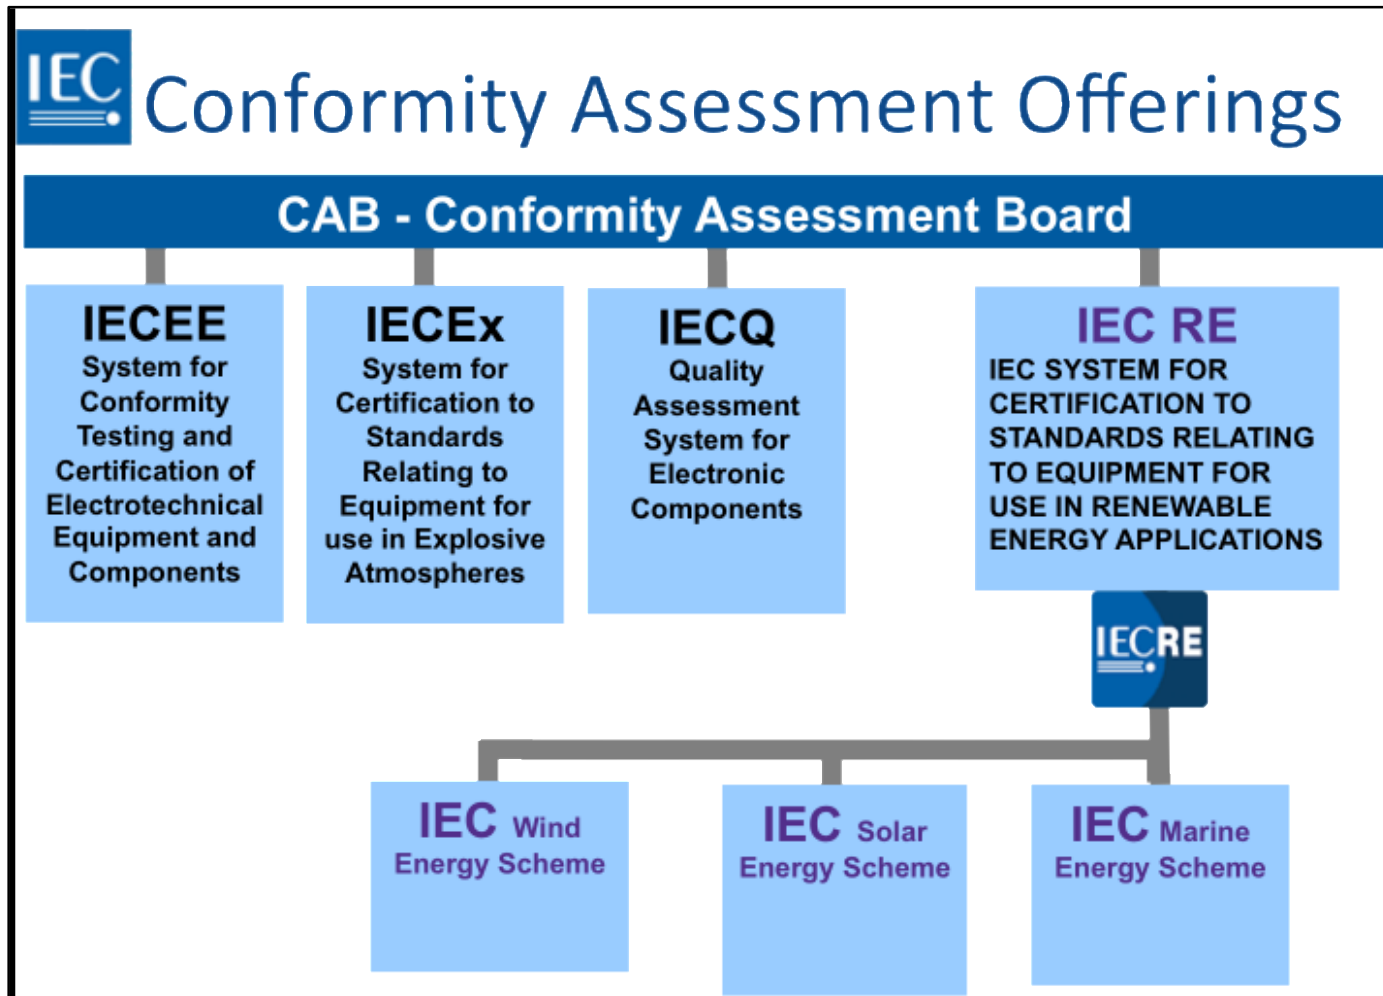 IEC
Conformity Assessment Offerings
CAB - Conformity Assessment Board
IECEE
System for
Conformity
Testing and
Certification of
Electrotechnical
Equipment and
Components
IECEx
System for
Certification to
Standards
Relating to
Equipment for
use in Explosive
Atmospheres
IECQ
Quality
Assessment
System for
Electronic
Components
IEC RE
IEC SYSTEM FOR
CERTIFICATION TO
STANDARDS RELATING
TO EQUIPMENT FOR
USE IN RENEWABLE
ENERGY APPLICATIONS
IECRE
IEC Wind
Energy Scheme
IEC Solar
Energy Scheme
IEC Marine
Energy Scheme